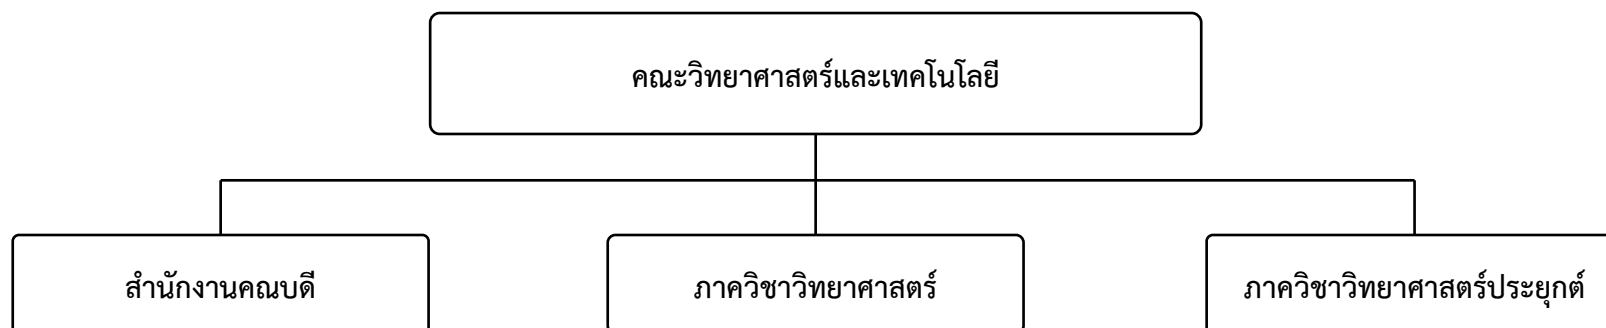 คณะวิทยาศาสตร์และเทคโนโลยี
สำนักงานคณบดี
ภาควิชาวิทยาศาสตร์
ภาควิชาวิทยาศาสตร์ประยุกต์